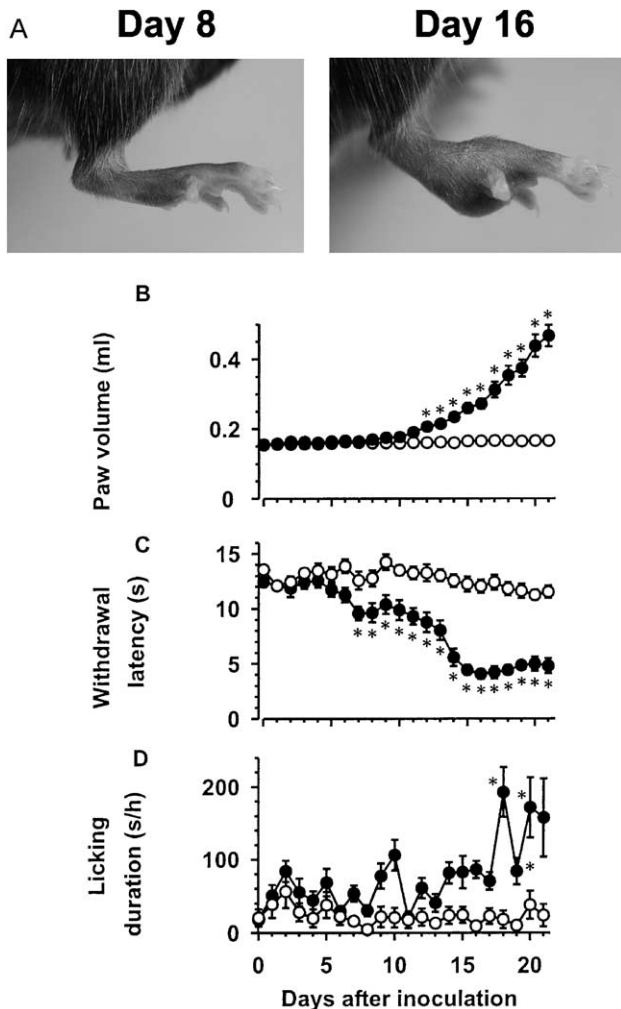 A
Day 8
Day 16
B
Paw volume (ml)
0.4
0.2
0
* * * * * * * * * *
C
Withdrawal
latency (s)
15
10
5
0
* * * * * * * * * * * * * * *
D
Licking
duration (s/h)
200
100
0
* * *
0 5 10 15 20
Days after inoculation